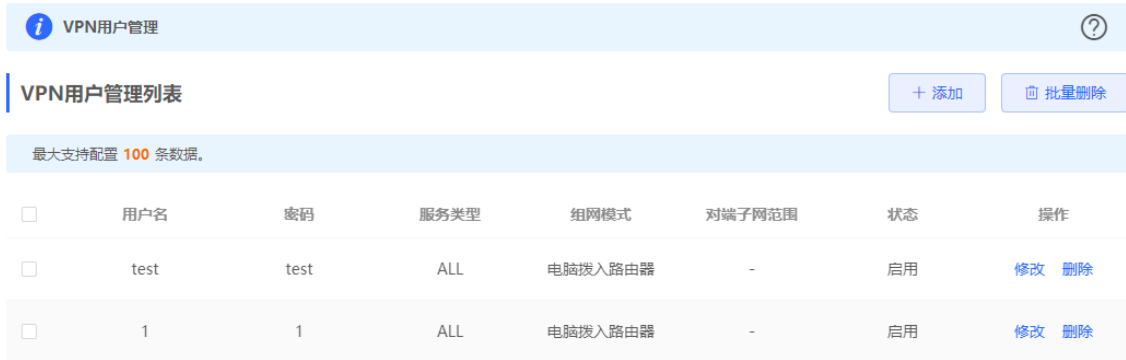 VPN用户管理
VPN用户管理列表 添加 批量删除
最大支持配置 100 条数据。
用户名 密码 服务类型 组网模式 对端子网范围 状态 操作
test test ALL 电脑拨入路由器 - 启用 修改 删除
1 1 ALL 电脑拨入路由器 - 启用 修改 删除